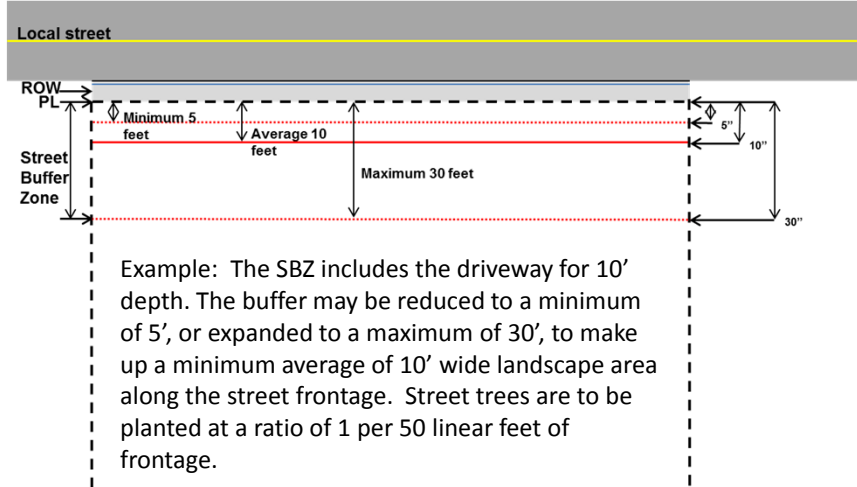 Local street
ROW
PL
Minimum 5
feet
Average 10
feet
5”
10”
Street
Buffer
Zone
Maximum 30 feet
30”
Example:  The SBZ includes the driveway for 10’
depth. The buffer may be reduced to a minimum
of 5’, or expanded to a maximum of 30’, to make
up a minimum average of 10’ wide landscape area
along the street frontage.  Street trees are to be
planted at a ratio of 1 per 50 linear feet of
frontage.